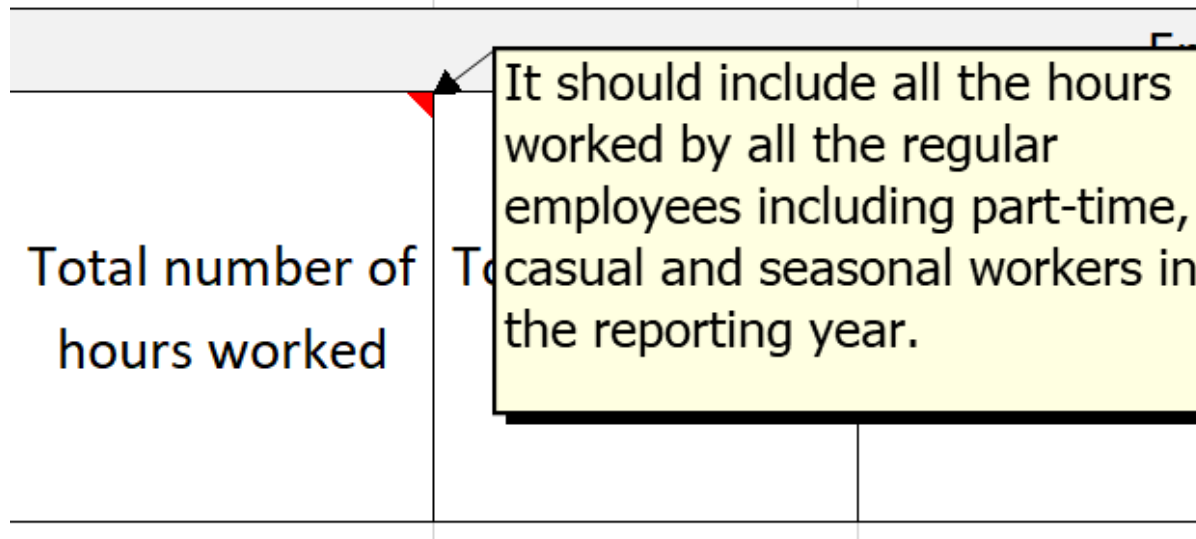 It should include all the hours
worked by all the regular
employees including part-time,
casual and seasonal workers in
the reporting year.
Total number of
hours worked